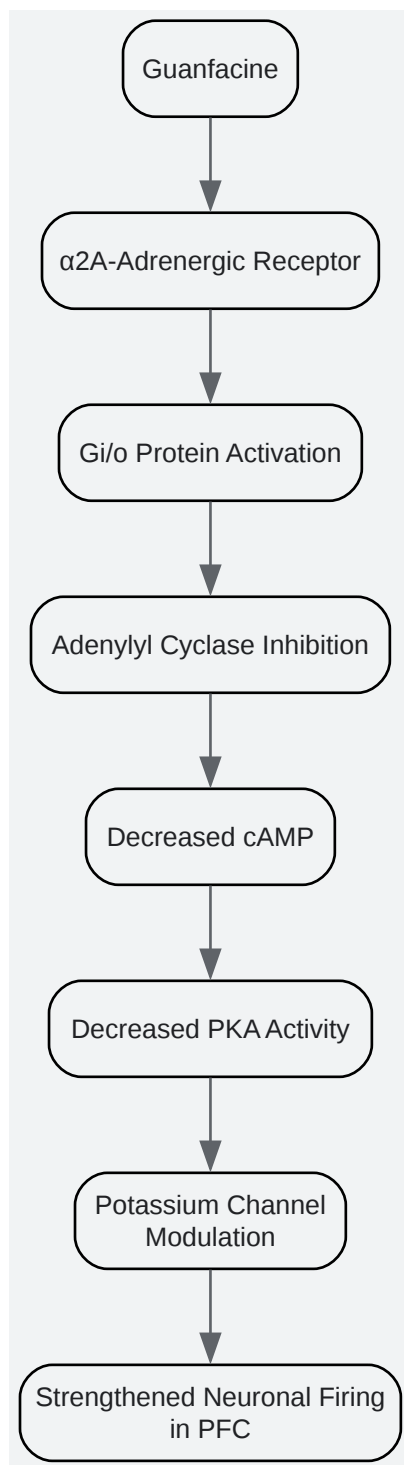 Guanfacine
α2A-Adrenergic Receptor
Gi/o Protein Activation
Adenylyl Cyclase Inhibition
Decreased cAMP
Decreased PKA Activity
Potassium Channel
Modulation
Strengthened Neuronal Firing
in PFC